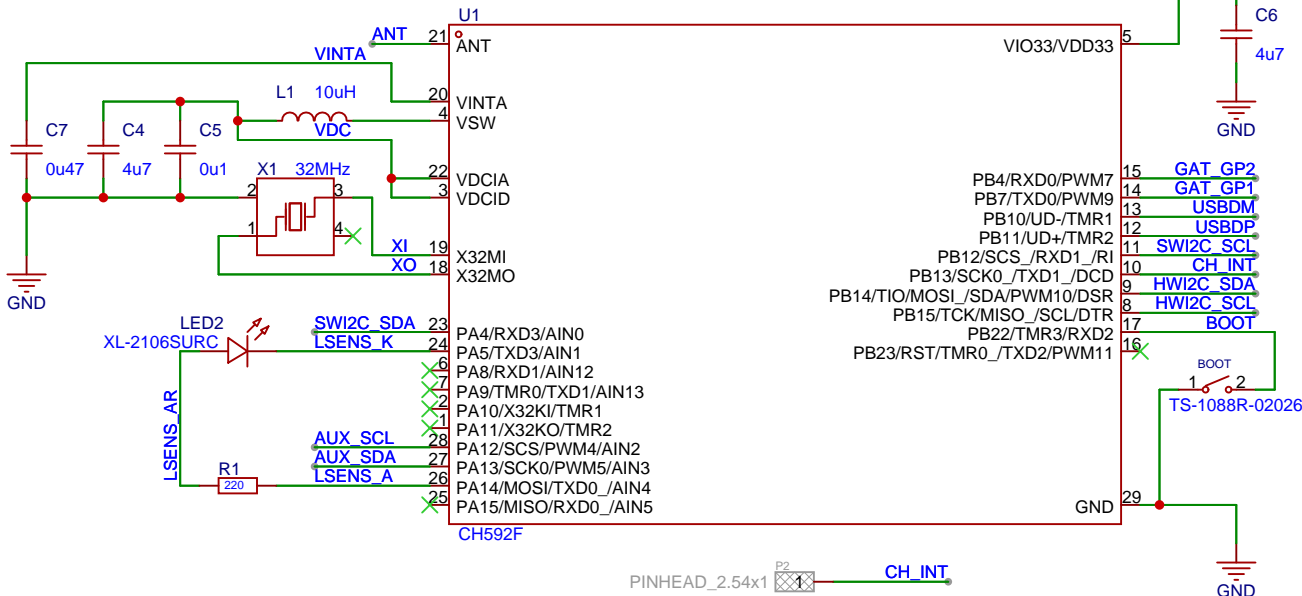 U1
C6
4u7
GND
ANT 21 ANT
VIO33/VDD33 5
VINTA 20 VINTA
L1 10uH
4 VSW
VDC
C7 C4 C5
0u47 4u7 0u1
22 VDCIA
3 VDCID
X1 32MHz
2 3
1 4
XI 19 X32MI
XO 18 X32MO
GND
PB4/RXD0/PWM7 15 GAT_GP2
PB7/TXD0/PWM9 14 GAT_GP1
PB10/UD-/TMR1 13 USBDM
PB11/UD+/TMR2 12 USBDP
PB12/SCS_/RXD1_/RI 11 SWI2C_SCL
PB13/SCK0_/TXD1_/DCD 10 CH_INT
PB14/TIO/MOSI_/SDA/PWM10/DSR 9 HWI2C_SDA
PB15/TCK/MISO_/SCL/DTR 8 HWI2C_SCL
PB22/TMR3/RXD2 17 BOOT
PB23/RST/TMR0_/TXD2/PWM11 16
LED2
XL-2106SURC
SWI2C_SDA 23 PA4/RXD3/AIN0
LSENS_K 24 PA5/TXD3/AIN1
6 PA8/RXD1/AIN12
7 PA9/TMR0/TXD1/AIN13
2 PA10/X32KI/TMR1
1 PA11/X32KO/TMR2
AUX_SCL 28 PA12/SCS/PWM4/AIN2
AUX_SDA 27 PA13/SCK0/PWM5/AIN3
LSENS_A 26 PA14/MOSI/TXD0_/AIN4
25 PA15/MISO/RXD0_/AIN5
LSENS_AR
R1
220
BOOT
1 2
TS-1088R-02026
GND 29
CH592F
GND
P2
PINHEAD_2.54x1 1 CH_INT